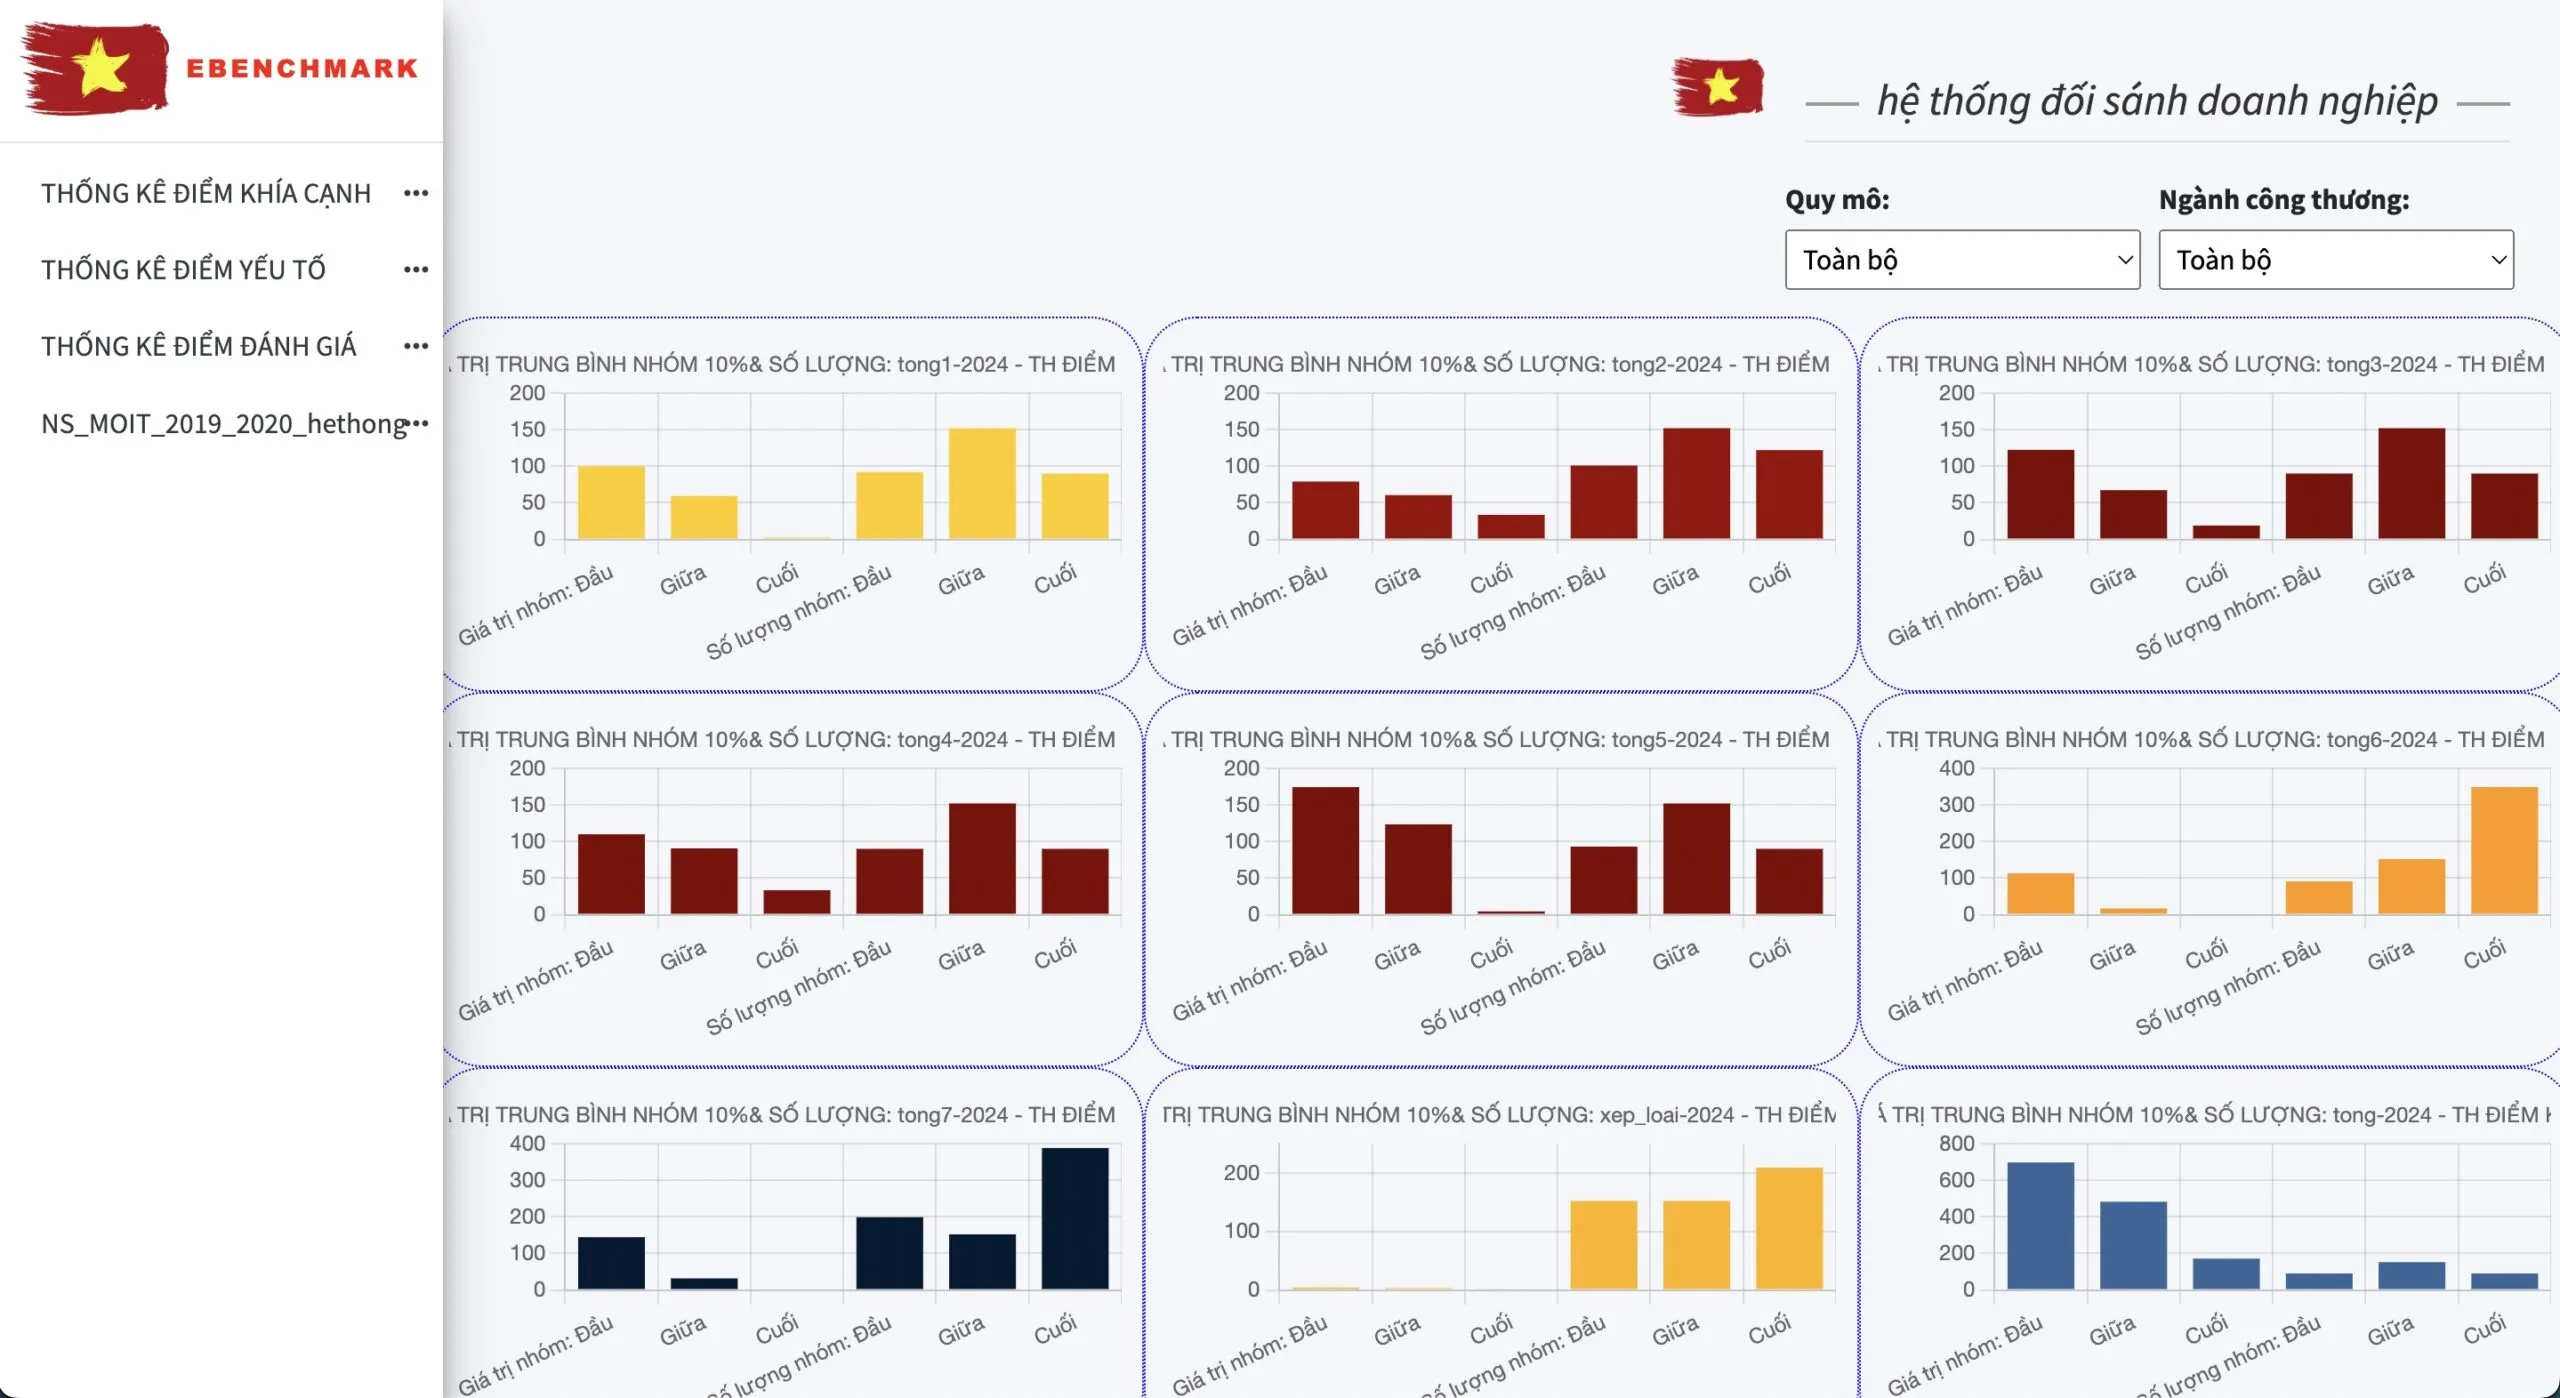 EBENCHMARK
THỐNG KÊ ĐIỂM KHÍA CẠNH
THỐNG KÊ ĐIỂM YẾU TỐ
THỐNG KÊ ĐIỂM ĐÁNH GIÁ
NS_MOIT_2019_2020_hethong
hệ thống đối sánh doanh nghiệp
Quy mô:
Toàn bộ
Ngành công thương:
Toàn bộ
TRỊ TRUNG BÌNH NHÓM 10%& SỐ LƯỢNG: tong1-2024 - TH ĐIỂM
200
150
100
50
0
Giá trị nhóm: Đầu
Giữa
Cuối
Số lượng nhóm: Đầu
Giữa
Cuối
TRỊ TRUNG BÌNH NHÓM 10%& SỐ LƯỢNG: tong2-2024 - TH ĐIỂM
200
150
100
50
0
Giá trị nhóm: Đầu
Giữa
Cuối
Số lượng nhóm: Đầu
Giữa
Cuối
TRỊ TRUNG BÌNH NHÓM 10%& SỐ LƯỢNG: tong3-2024 - TH ĐIỂM
200
150
100
50
0
Giá trị nhóm: Đầu
Giữa
Cuối
Số lượng nhóm: Đầu
Giữa
Cuối
TRỊ TRUNG BÌNH NHÓM 10%& SỐ LƯỢNG: tong4-2024 - TH ĐIỂM
200
150
100
50
0
Giá trị nhóm: Đầu
Giữa
Cuối
Số lượng nhóm: Đầu
Giữa
Cuối
TRỊ TRUNG BÌNH NHÓM 10%& SỐ LƯỢNG: tong5-2024 - TH ĐIỂM
200
150
100
50
0
Giá trị nhóm: Đầu
Giữa
Cuối
Số lượng nhóm: Đầu
Giữa
Cuối
TRỊ TRUNG BÌNH NHÓM 10%& SỐ LƯỢNG: tong6-2024 - TH ĐIỂM
400
300
200
100
0
Giá trị nhóm: Đầu
Giữa
Cuối
Số lượng nhóm: Đầu
Giữa
Cuối
TRỊ TRUNG BÌNH NHÓM 10%& SỐ LƯỢNG: tong7-2024 - TH ĐIỂM
400
300
200
100
0
Giá trị nhóm: Đầu
Giữa
Cuối
lượng nhóm: Đầu
Giữa
Cuối
TRỊ TRUNG BÌNH NHÓM 10%& SỐ LƯỢNG: xep_loai-2024 - TH ĐIỂM
200
100
0
Giá trị nhóm: Đầu
Giữa
Cuối
lượng nhóm: Đầu
Giữa
Cuối
TRỊ TRUNG BÌNH NHÓM 10%& SỐ LƯỢNG: tong-2024 - TH ĐIỂM
800
600
400
200
0
Giá trị nhóm: Đầu
Giữa
Cuối
lượng nhóm: Đầu
Giữa
Cuối